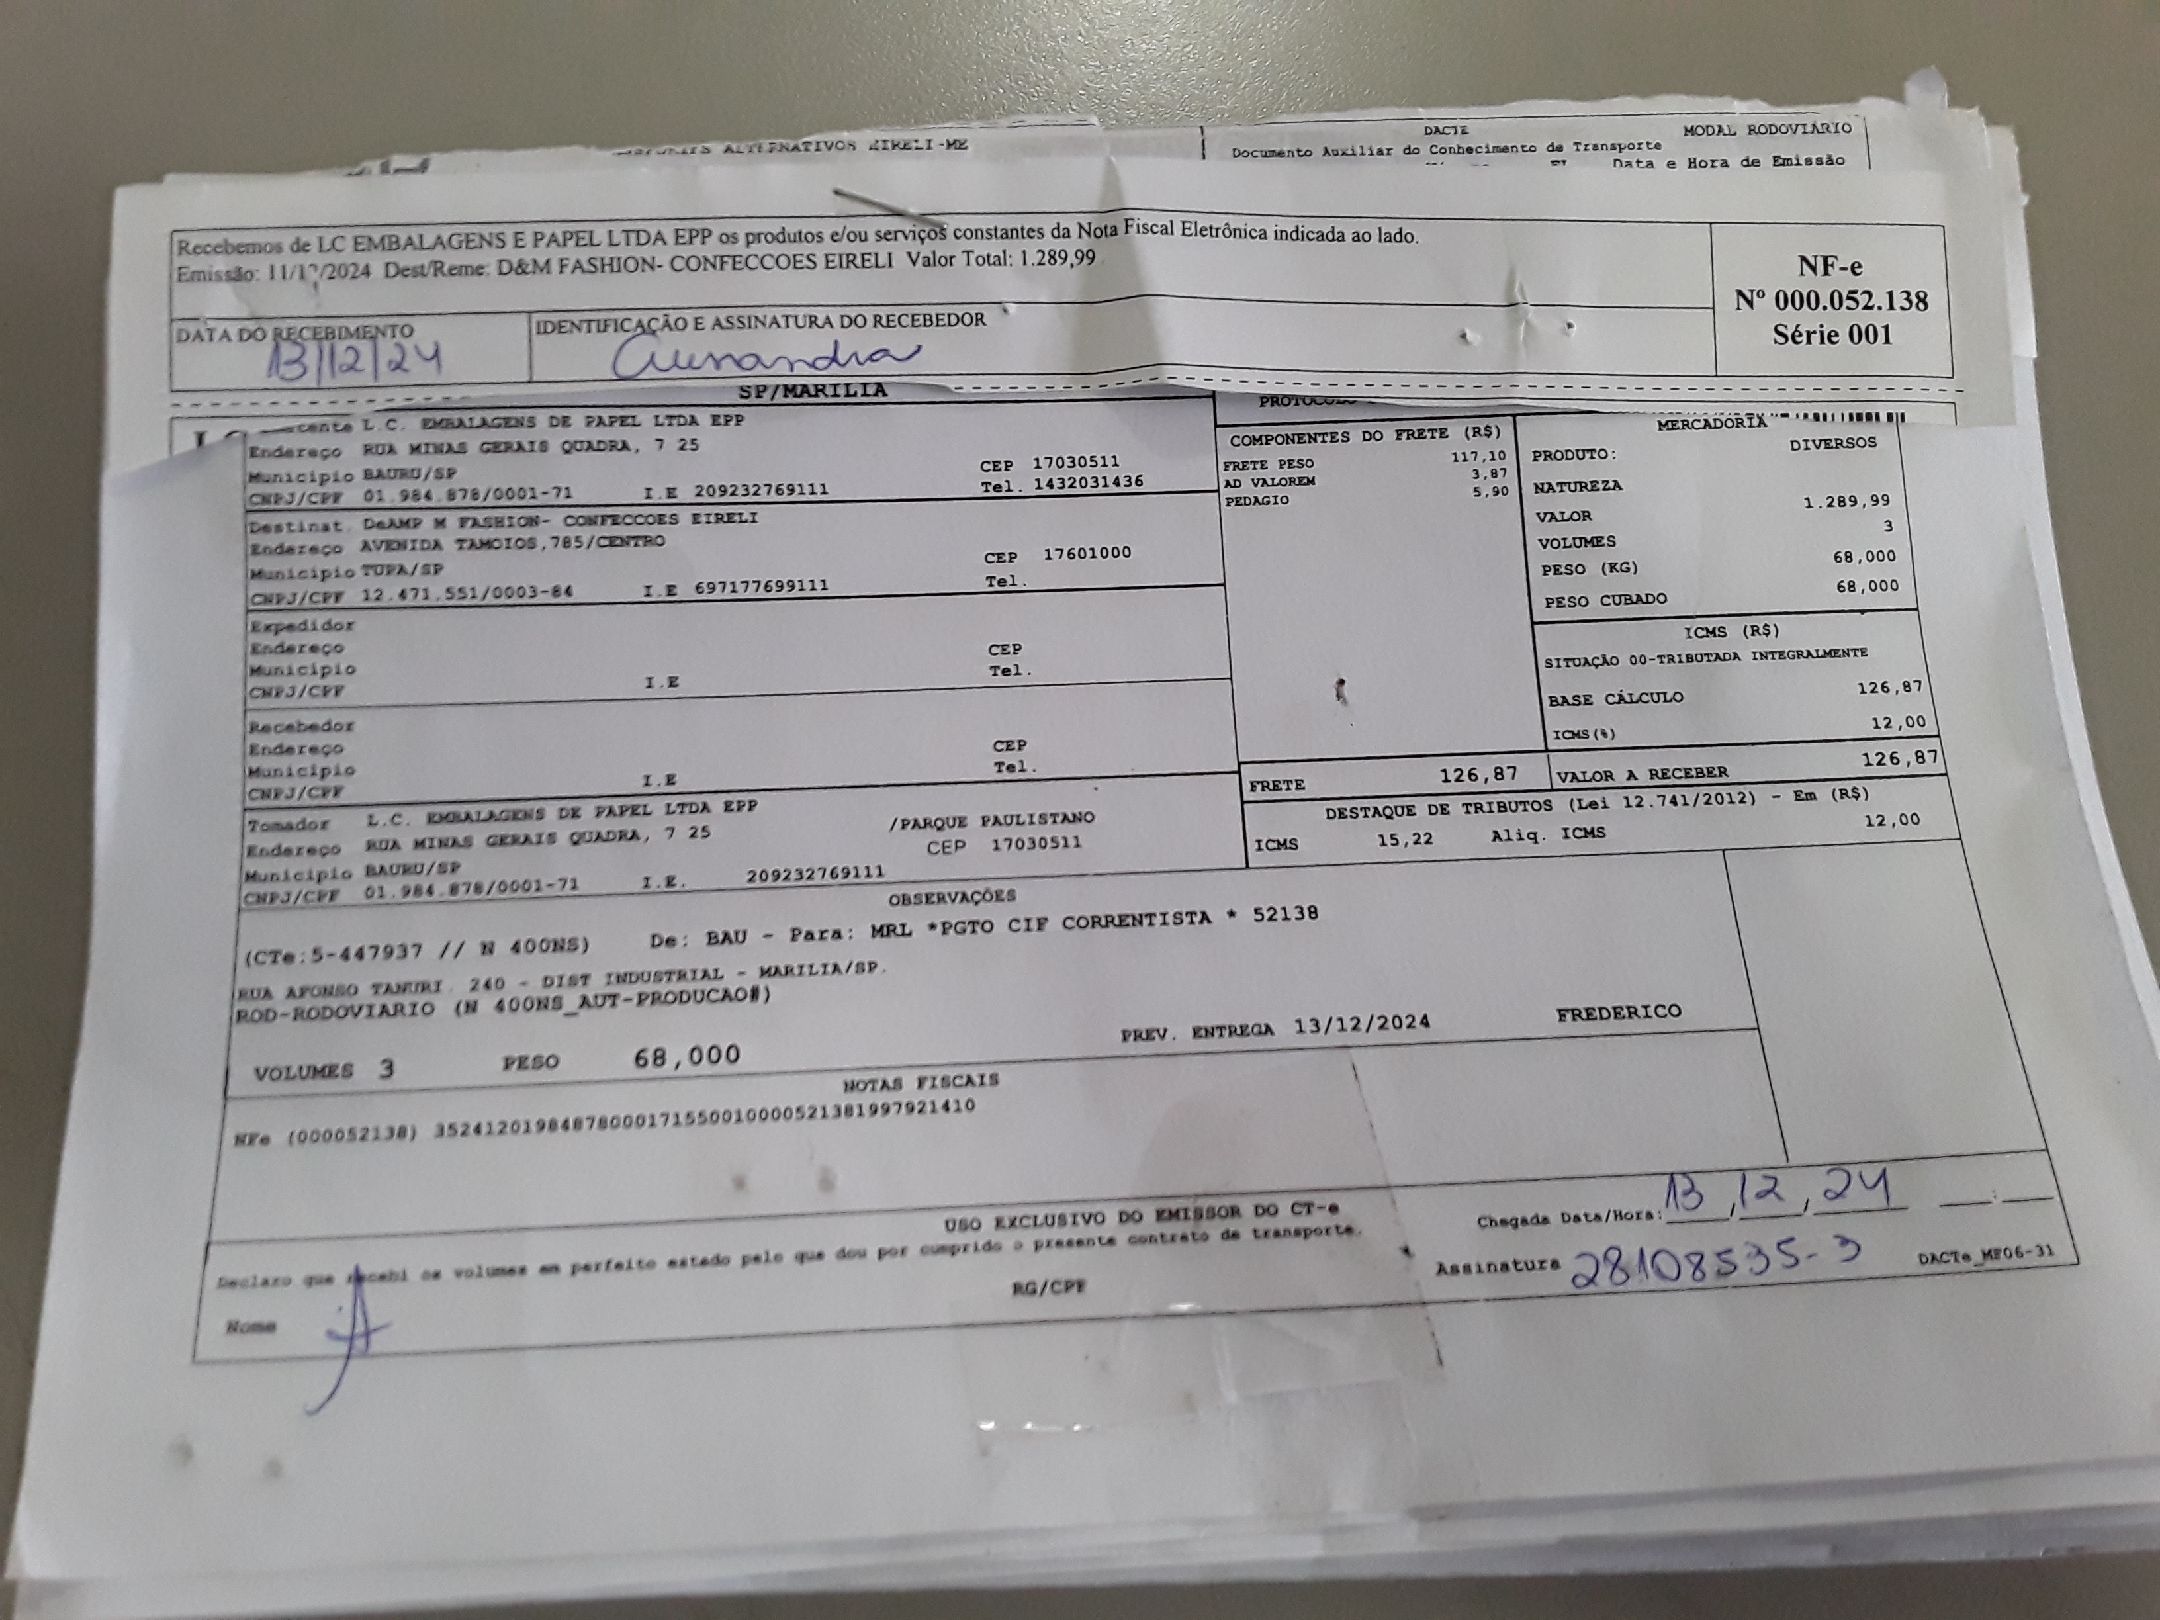 ALTERNATIVOS EIRELI-ME
DACTE
MODAL RODOVIÁRIO
Documento Auxiliar do Conhecimento de Transporte
Data e Hora de Emissão
Recebemos de LC EMBALAGENS E PAPEL LTDA EPP os produtos e/ou serviços constantes da Nota Fiscal Eletrônica indicada ao lado.
Emissão: 11/12/2024 Dest/Reme: D&M FASHION- CONFECCOES EIRELI Valor Total: 1.289,99
NF-e
Nº 000.052.138
Série 001
DATA DO RECEBIMENTO
13/12/24
IDENTIFICAÇÃO E ASSINATURA DO RECEBEDOR
SP/MARILIA
L.C. EMBALAGENS DE PAPEL LTDA EPP
Endereço RUA MINAS GERAIS QUADRA, 7 25
Município BAURU/SP CEP 17030511
CNPJ/CPF 01.984.878/0001-71 I.E 209232769111 Tel. 1432031436
Destinat. D&AMP M FASHION- CONFECCOES EIRELI
Endereço AVENIDA TAMOIOS,785/CENTRO
Município TUPA/SP CEP 17601000
CNPJ/CPF 12.471.551/0003-84 I.E 697177699111 Tel.
Expedidor
Endereço
Município CEP
CNPJ/CPF I.E Tel.
Recebedor
Endereço
Município CEP
CNPJ/CPF I.E Tel.
Tomador L.C. EMBALAGENS DE PAPEL LTDA EPP
Endereço RUA MINAS GERAIS QUADRA, 7 25 /PARQUE PAULISTANO
Município BAURU/SP CEP 17030511
CNPJ/CPF 01.984.878/0001-71 I.E. 209232769111
COMPONENTES DO FRETE (R$)
FRETE PESO 117,10
AD VALOREM 3,87
PEDAGIO 5,90
MERCADORIA
PRODUTO: DIVERSOS
NATUREZA
VALOR 1.289,99
VOLUMES 3
PESO (KG) 68,000
PESO CUBADO 68,000
ICMS (R$)
SITUAÇÃO 00-TRIBUTADA INTEGRALMENTE
BASE CÁLCULO 126,87
ICMS(%) 12,00
FRETE 126,87 VALOR A RECEBER 126,87
DESTAQUE DE TRIBUTOS (Lei 12.741/2012) - Em (R$)
ICMS 15,22 Aliq. ICMS 12,00
OBSERVAÇÕES
(CTe:5-447937 // N 400NS) De: BAU - Para: MRL *PGTO CIF CORRENTISTA * 52138
RUA AFONSO TANURI, 240 - DIST INDUSTRIAL - MARILIA/SP.
ROD-RODOVIARIO (N 400NS_AUT-PRODUCAO#)
VOLUMES 3 PESO 68,000 PREV. ENTREGA 13/12/2024 FREDERICO
NOTAS FISCAIS
NFe (000052138) 35241201984878000171550010000521381997921410
USO EXCLUSIVO DO EMISSOR DO CT-e
Declaro que recebi os volumes em perfeito estado pelo que dou por cumprido o presente contrato de transporte.
Chegada Data/Hora: 13, 12, 24 :
Nome RG/CPF Assinatura 28108535-3 DACTe_MF06-31